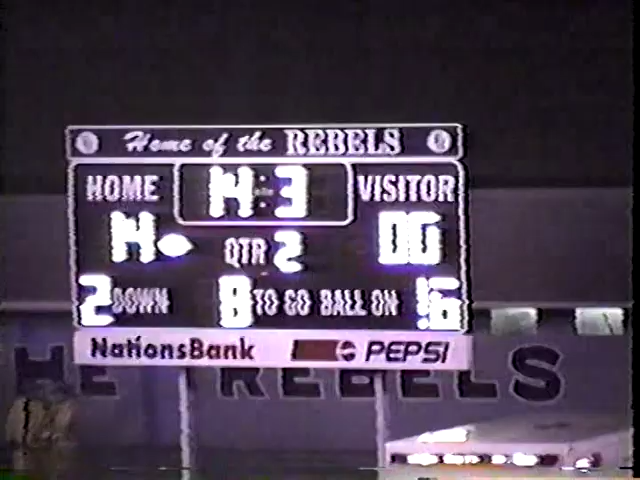 Home of the REBELS
HOME 14:3 VISITOR
14 QTR 2 00
2 DOWN 8 TO GO BALL ON 16
NationsBank PEPSI
THE REBELS